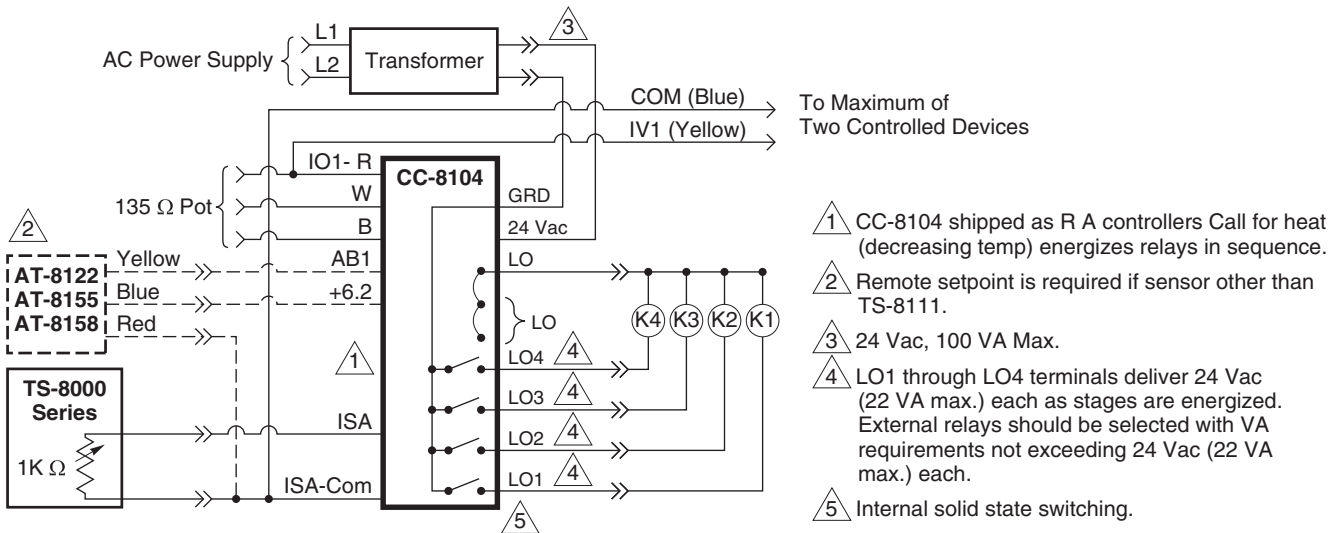 AC Power Supply
L1
L2
Transformer
3
COM (Blue)
IV1 (Yellow)
To Maximum of
Two Controlled Devices
135 Ω Pot
IO1- R
W
B
CC-8104
GRD
24 Vac
2
AT-8122
AT-8155
AT-8158
Yellow
Blue
Red
AB1
+6.2
1
LO
LO
K4
K3
K2
K1
LO4
4
LO3
4
LO2
4
LO1
4
TS-8000
Series
1K Ω
ISA
ISA-Com
5
1 CC-8104 shipped as R A controllers Call for heat
(decreasing temp) energizes relays in sequence.
2 Remote setpoint is required if sensor other than
TS-8111.
3 24 Vac, 100 VA Max.
4 LO1 through LO4 terminals deliver 24 Vac
(22 VA max.) each as stages are energized.
External relays should be selected with VA
requirements not exceeding 24 Vac (22 VA
max.) each.
5 Internal solid state switching.